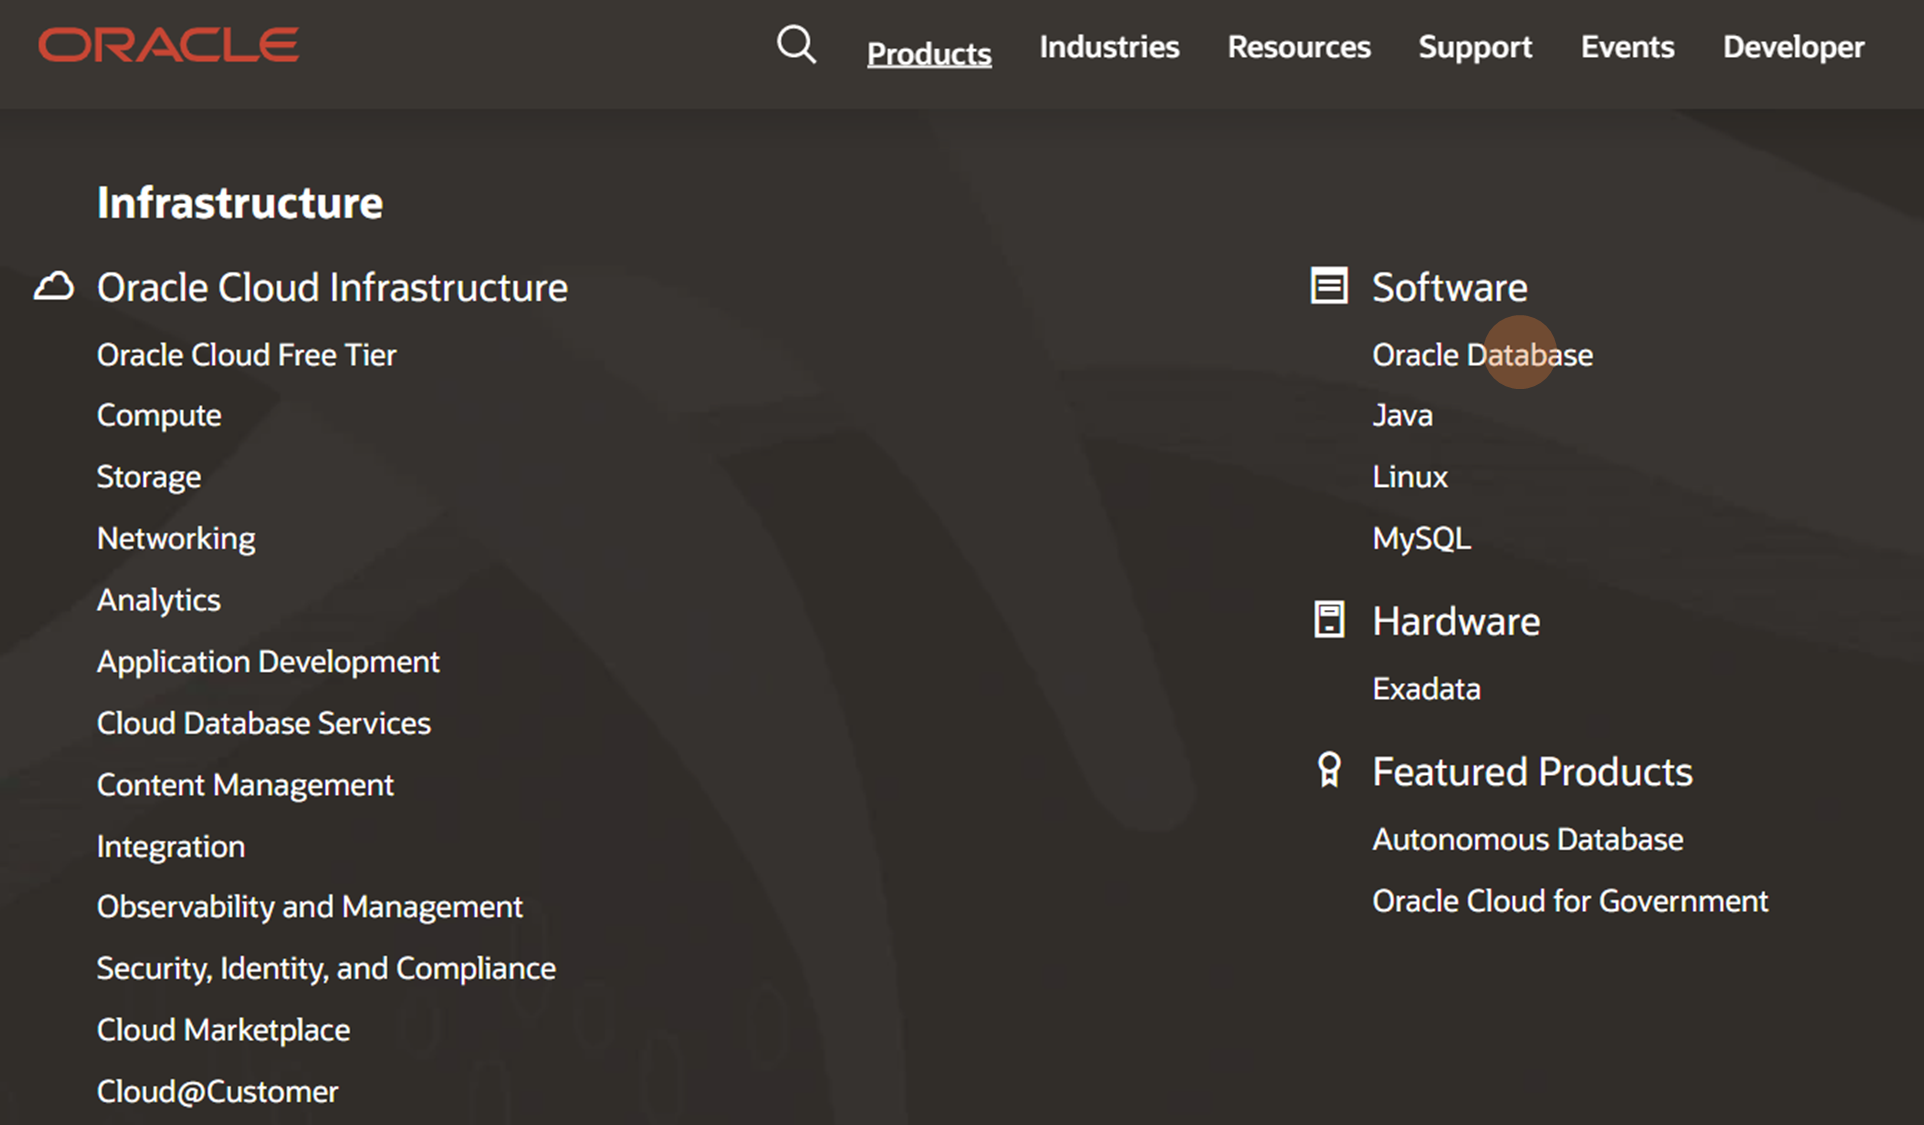 ORACLE
Products
Industries
Resources
Support
Events
Developer
Infrastructure
Oracle Cloud Infrastructure
Oracle Cloud Free Tier
Compute
Storage
Networking
Analytics
Application Development
Cloud Database Services
Content Management
Integration
Observability and Management
Security, Identity, and Compliance
Cloud Marketplace
Cloud@Customer
Software
Oracle Database
Java
Linux
MySQL
Hardware
Exadata
Featured Products
Autonomous Database
Oracle Cloud for Government